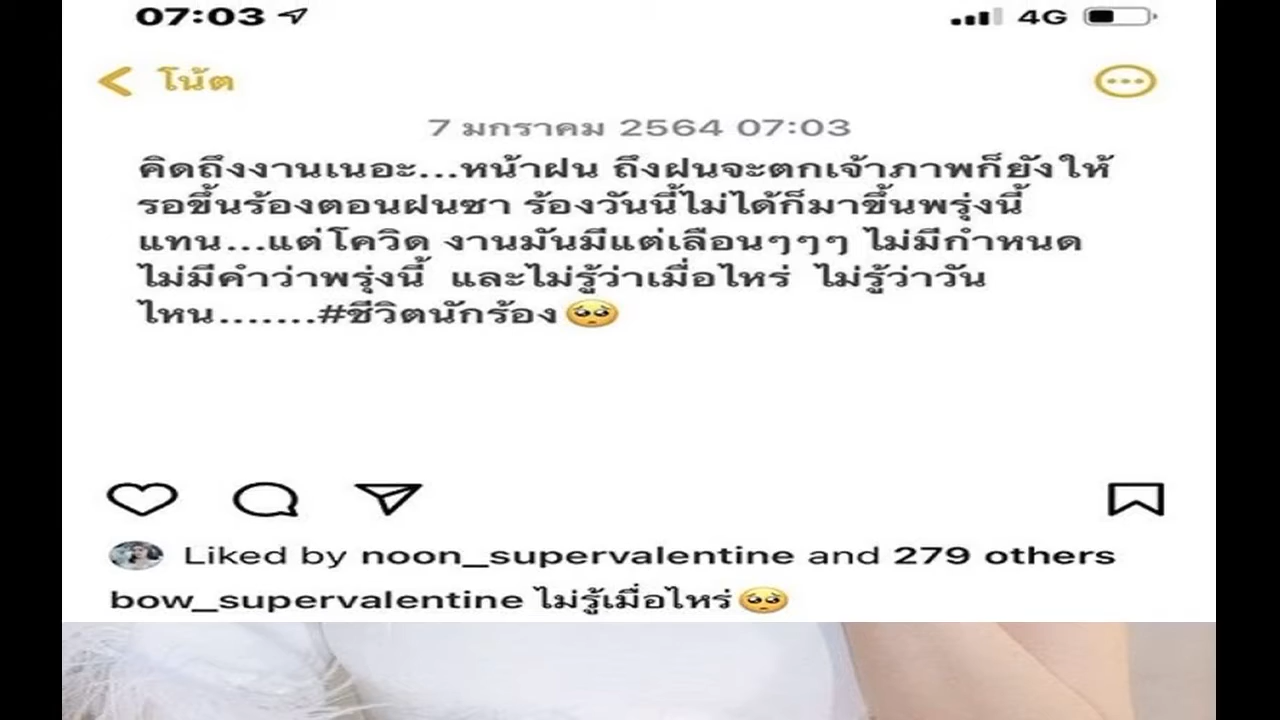 07:03 4G
โน้ต
7 มกราคม 2564 07:03
คิดถึงงานเนอะ...หน้าฝน ถึงฝนจะตกเจ้าภาพก็ยังให้
รอขึ้นร้องตอนฝนซา ร้องวันนี้ไม่ได้ก็มาขึ้นพรุ่งนี้
แทน...แต่โควิด งานมันมีแต่เลือนๆๆๆ ไม่มีกำหนด
ไม่มีคำว่าพรุ่งนี้ และไม่รู้ว่าเมื่อไหร่ ไม่รู้ว่าวัน
ไหน.......#ชีวิตนักร้อง🥺
Liked by noon_supervalentine and 279 others
bow_supervalentine ไม่รู้เมื่อไหร่🥺